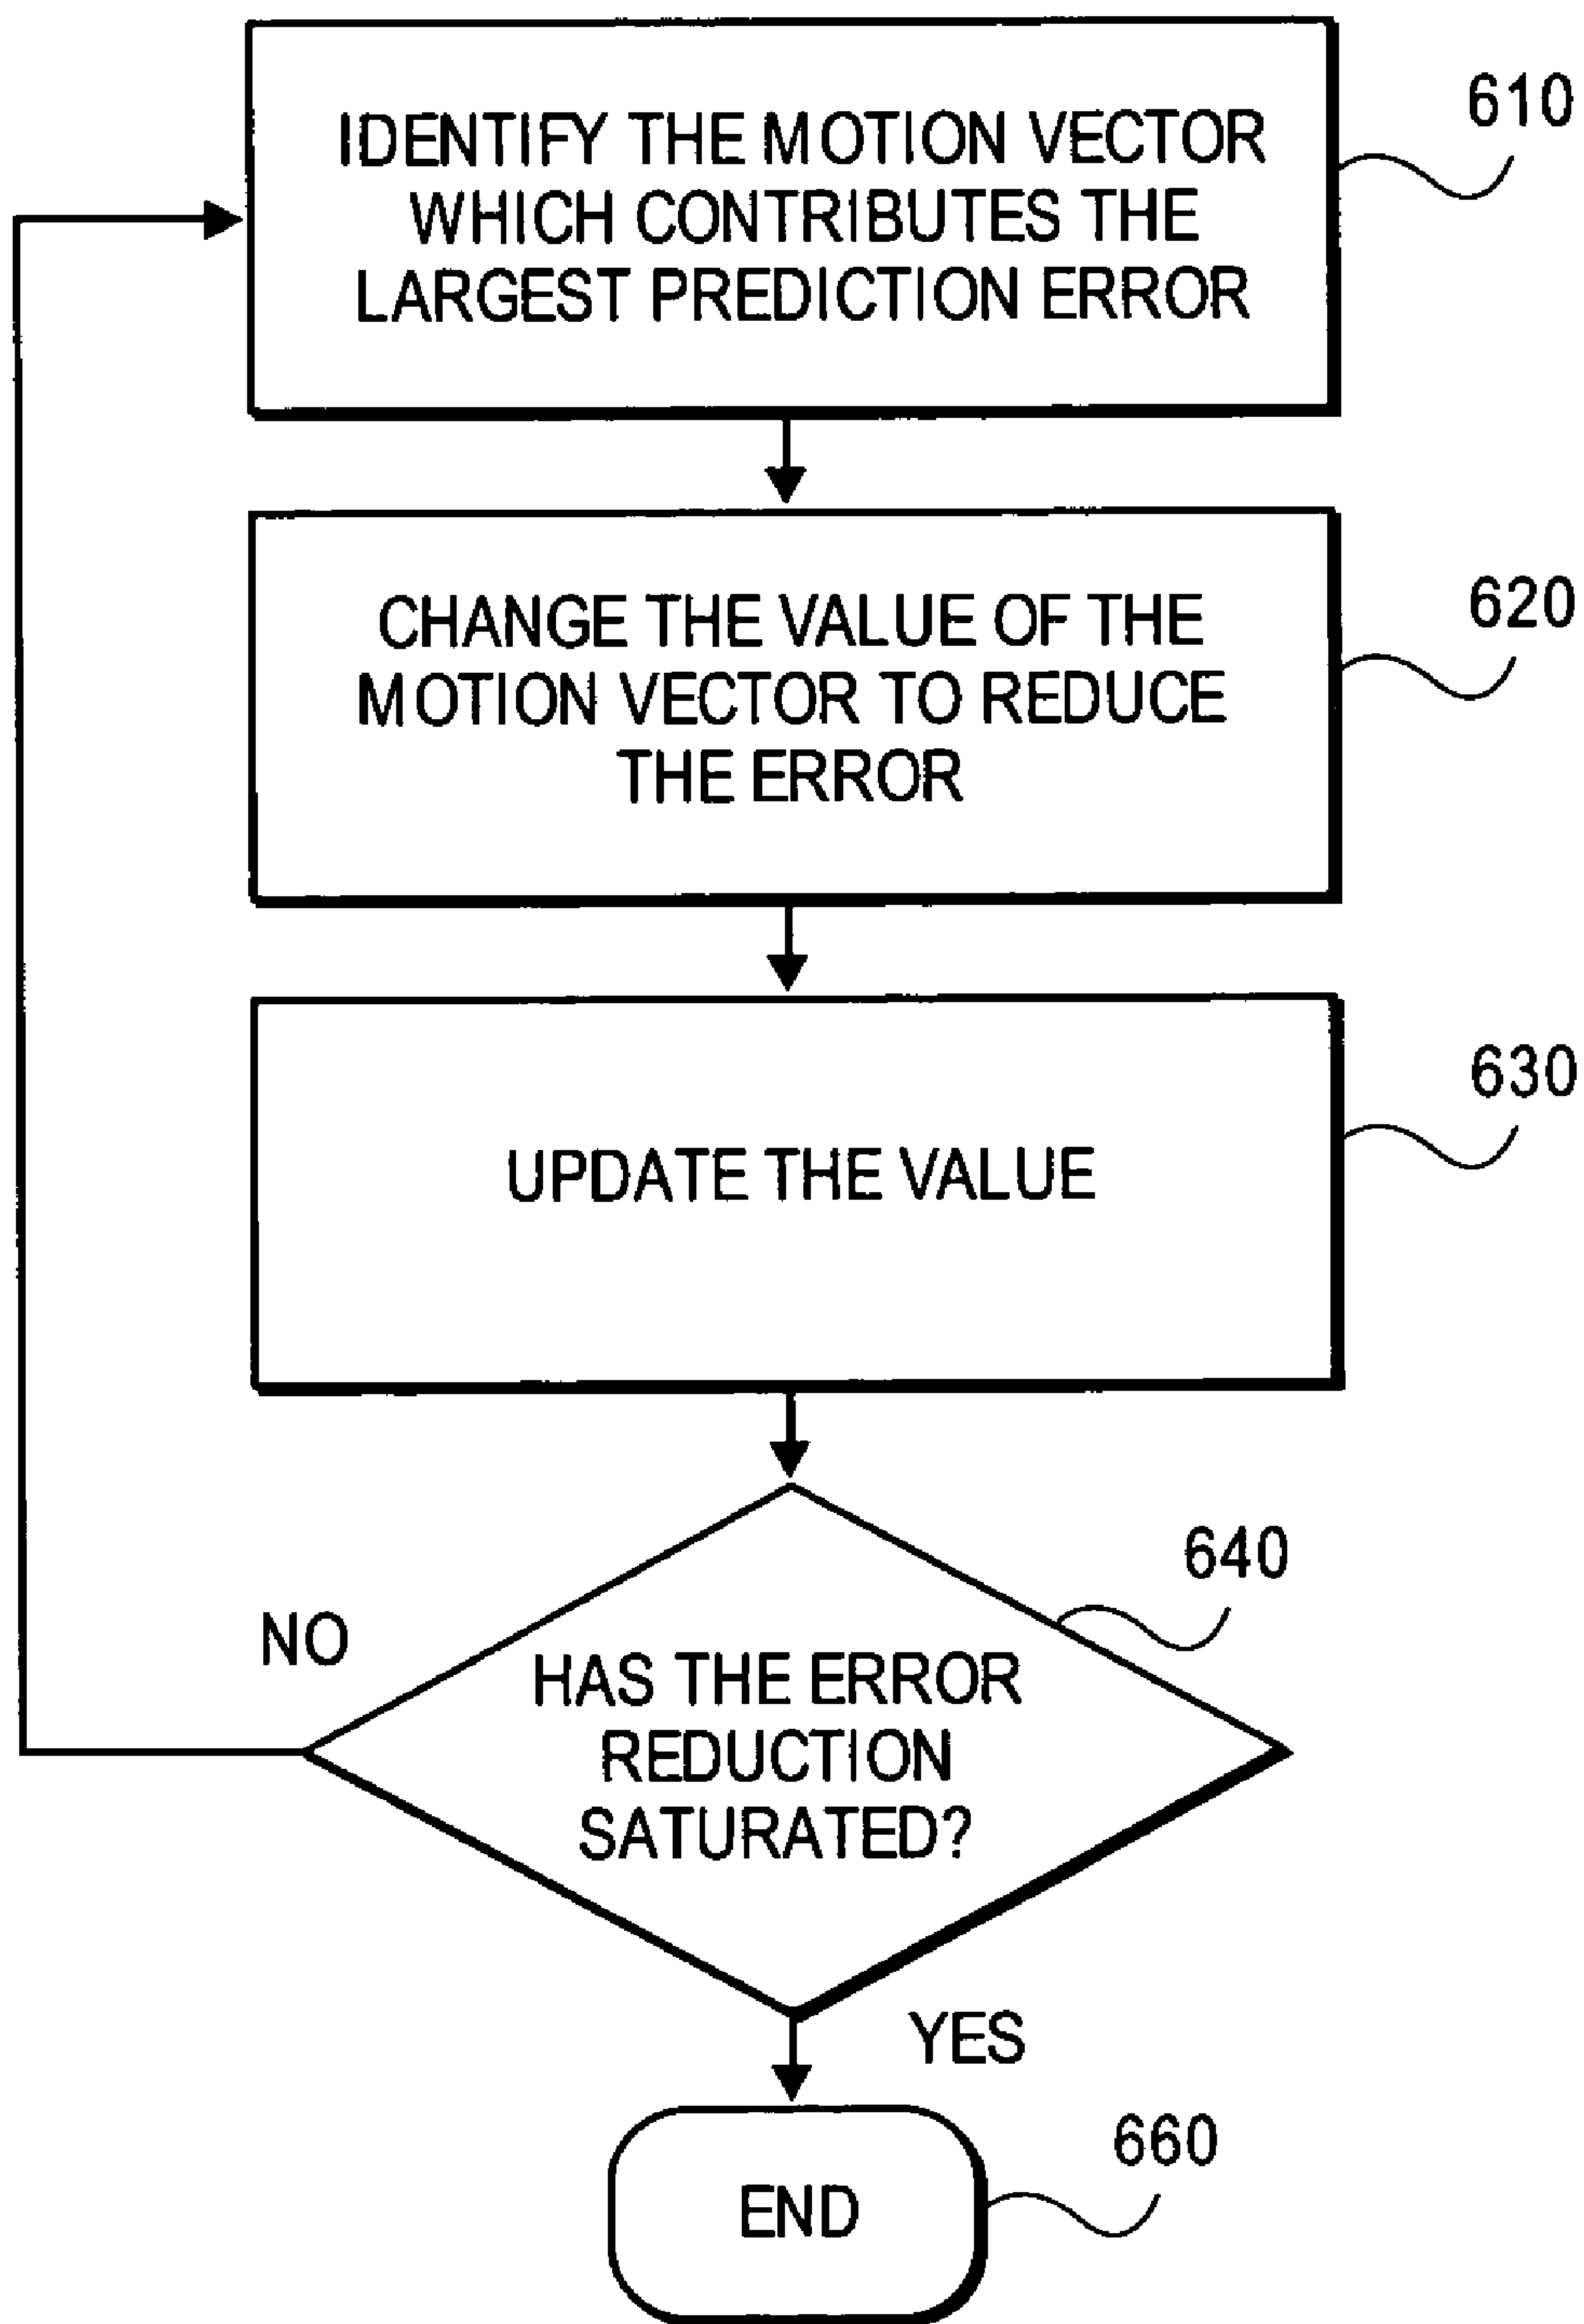 IDENTIFY THE MOTION VECTOR
WHICH CONTRIBUTES THE
LARGEST PREDICTION ERROR
610
CHANGE THE VALUE OF THE
MOTION VECTOR TO REDUCE
THE ERROR
620
UPDATE THE VALUE
630
640
NO
HAS THE ERROR
REDUCTION
SATURATED?
YES
END
660